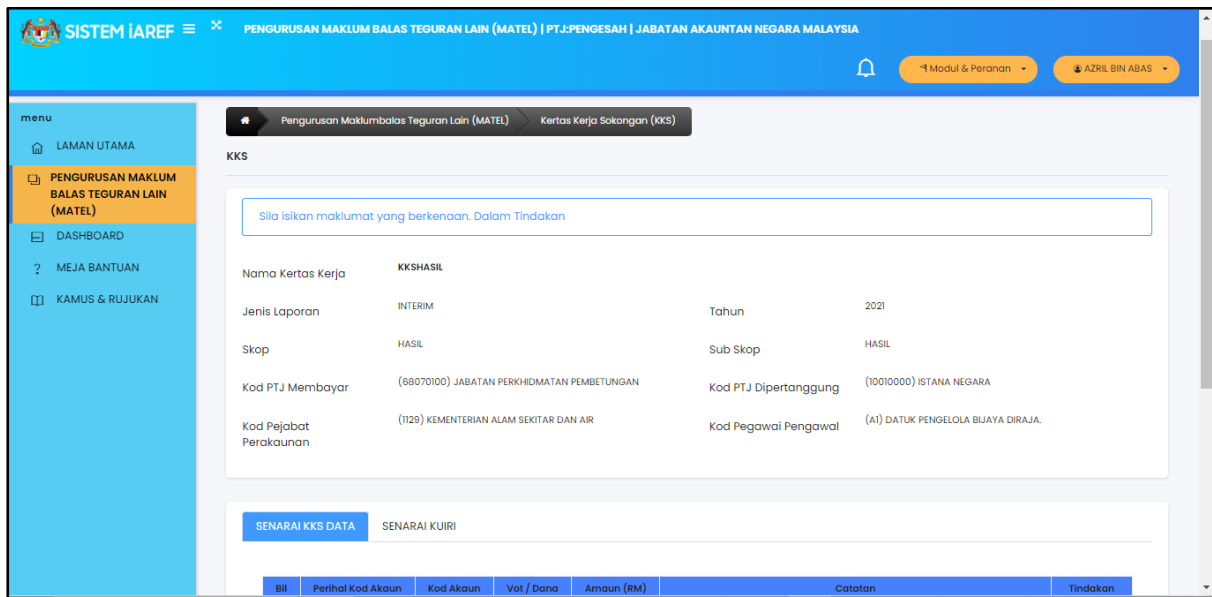 SISTEM iAREF
PENGURUSAN MAKLUM BALAS TEGURAN LAIN (MATEL) | PTJ:PENGESAH | JABATAN AKAUNTAN NEGARA MALAYSIA
Modul & Peranan
AZRIL BIN ABAS
menu
LAMAN UTAMA
PENGURUSAN MAKLUM
BALAS TEGURAN LAIN
(MATEL)
DASHBOARD
? MEJA BANTUAN
KAMUS & RUJUKAN
Pengurusan Maklumbalas Teguran Lain (MATEL) Kertas Kerja Sokongan (KKS)
KKS
Sila isikan maklumat yang berkenaan. Dalam Tindakan
Nama Kertas Kerja KKSHASIL
Jenis Laporan INTERIM Tahun 2021
Skop HASIL Sub Skop HASIL
Kod PTJ Membayar (68070100) JABATAN PERKHIDMATAN PEMBETUNGAN Kod PTJ Dipertanggung (10010000) ISTANA NEGARA
Kod Pejabat (1129) KEMENTERIAN ALAM SEKITAR DAN AIR Kod Pegawai Pengawal (A1) DATUK PENGELOLA BIJAYA DIRAJA.
Perakaunan
SENARAI KKS DATA SENARAI KUIRI
Bil Perihal Kod Akaun Kod Akaun Vot / Dana Amaun (RM) Catatan Tindakan